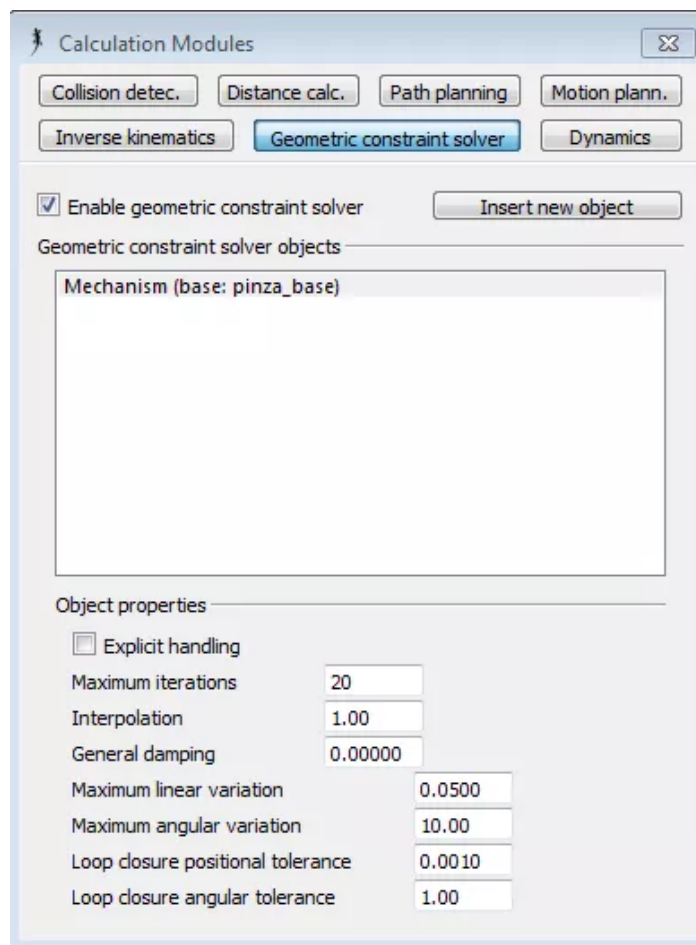 Calculation Modules
Collision detec. Distance calc. Path planning Motion plann.
Inverse kinematics Geometric constraint solver Dynamics
Enable geometric constraint solver Insert new object
Geometric constraint solver objects
Mechanism (base: pinza_base)
Object properties
Explicit handling
Maximum iterations 20
Interpolation 1.00
General damping 0.00000
Maximum linear variation 0.0500
Maximum angular variation 10.00
Loop closure positional tolerance 0.0010
Loop closure angular tolerance 1.00